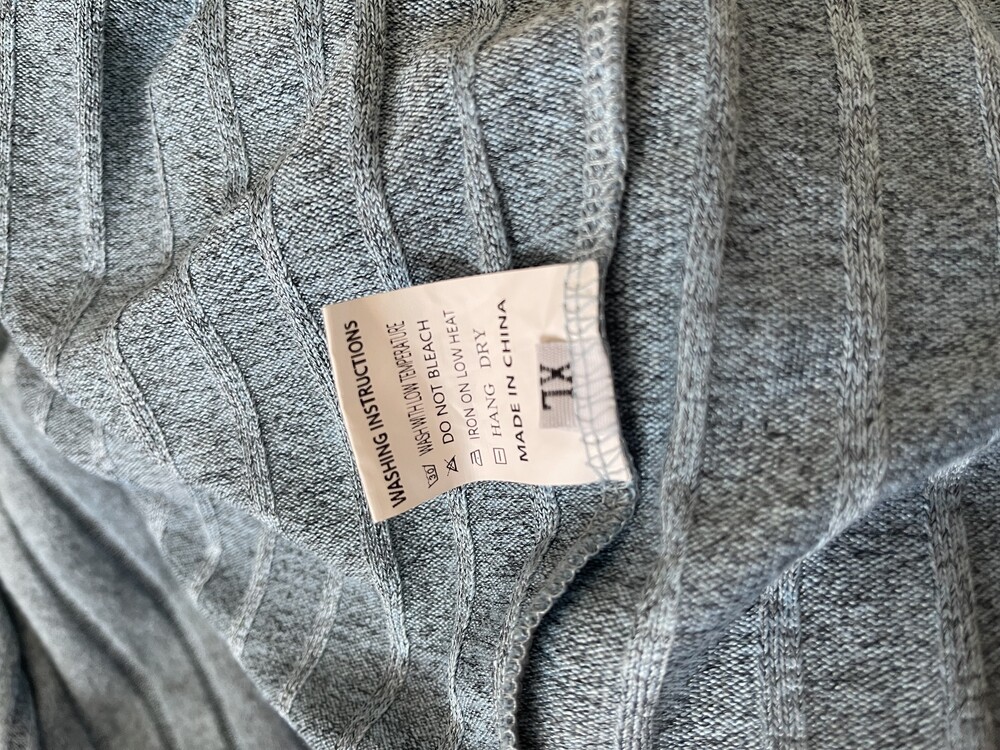 WASHING INSTRUCTIONS
30 WASH WITH LOW TEMPERATURE
DO NOT BLEACH
IRON ON LOW HEAT
HANG DRY
MADE IN CHINA
XL